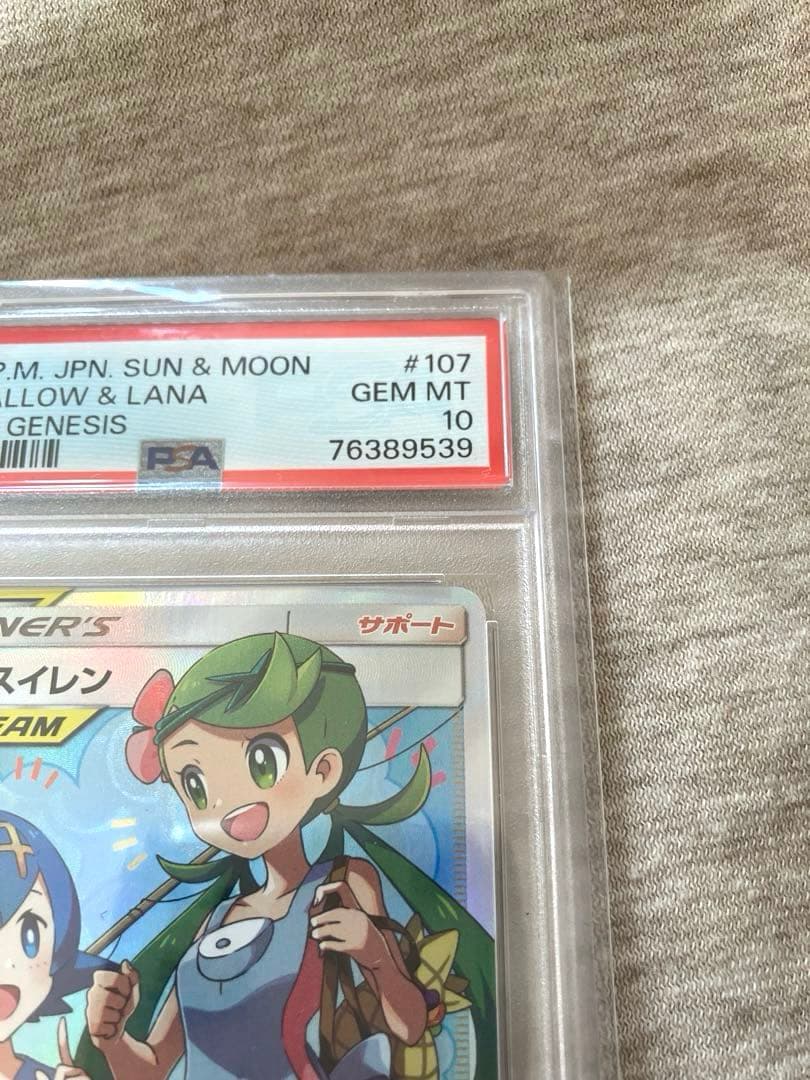 P.M. JPN. SUN & MOON #107
ALLOW & LANA GEM MT
GENESIS 10
PSA 76389539
NER'S サポート
スイレン
EAM